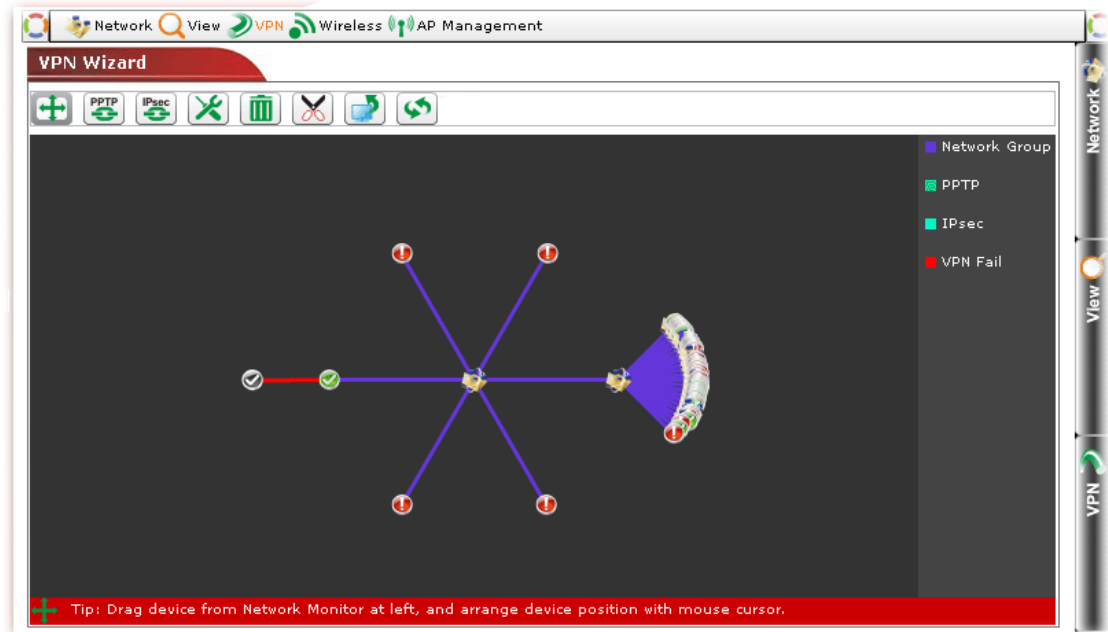 Network View VPN Wireless AP Management
VPN Wizard
PPTP IPsec
Network Group
PPTP
IPsec
VPN Fail
Tip: Drag device from Network Monitor at left, and arrange device position with mouse cursor.
Network
View
VPN